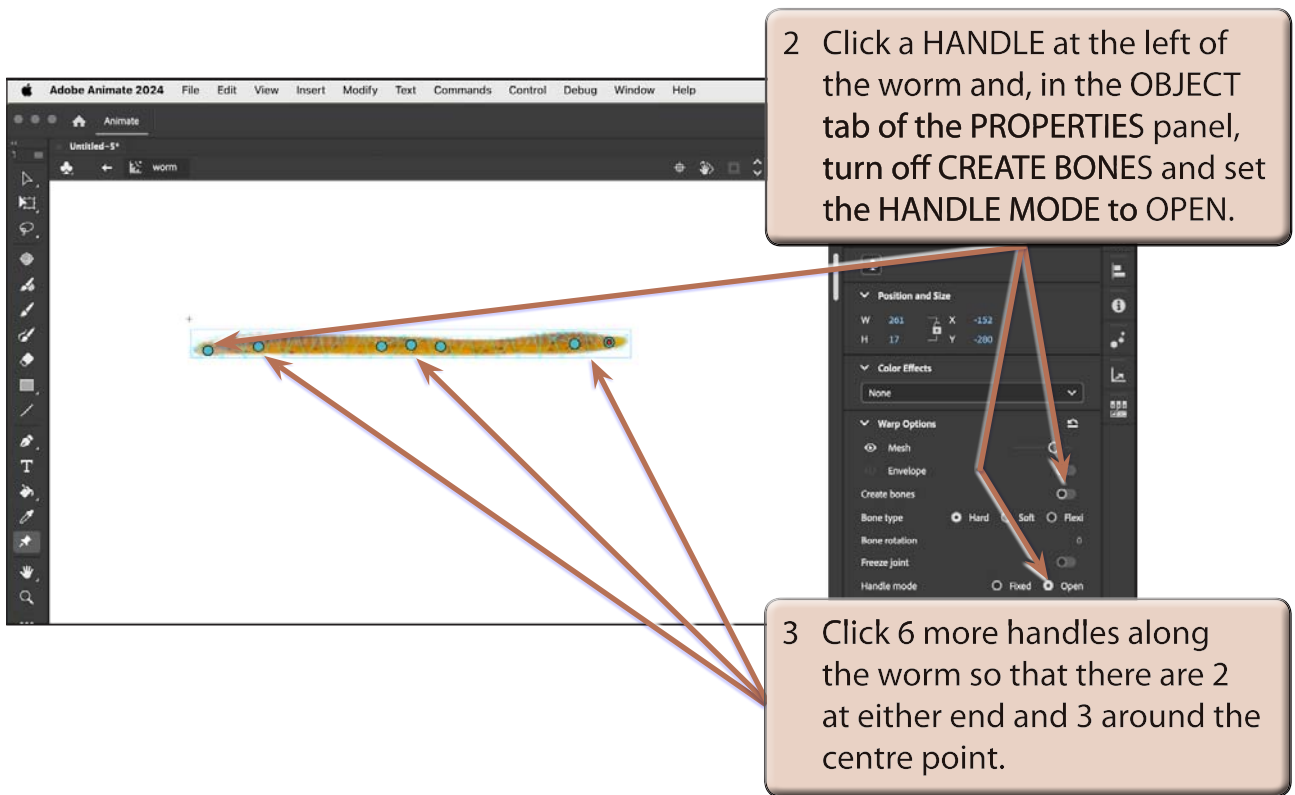 2 Click a HANDLE at the left of
the worm and, in the OBJECT
tab of the PROPERTIES panel,
turn off CREATE BONES and set
the HANDLE MODE to OPEN.
Adobe Animate 2024 File Edit View Insert Modify Text Commands Control Debug Window Help
Animate
Untitled-5*
worm
Position and Size
W 261 X -152
H 17 Y -280
Color Effects
None
Warp Options
Mesh
Envelope
Create bones
Bone type Hard Soft Flexi
Bone rotation 0
Freeze joint
Handle mode Fixed Open
3 Click 6 more handles along
the worm so that there are 2
at either end and 3 around the
centre point.